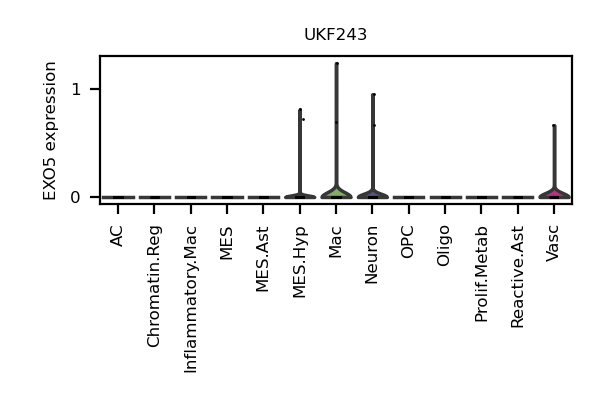 UKF243
EXO5 expression
1
0
AC
Chromatin.Reg
Inflammatory.Mac
MES
MES.Ast
MES.Hyp
Mac
Neuron
OPC
Oligo
Prolif.Metab
Reactive.Ast
Vasc